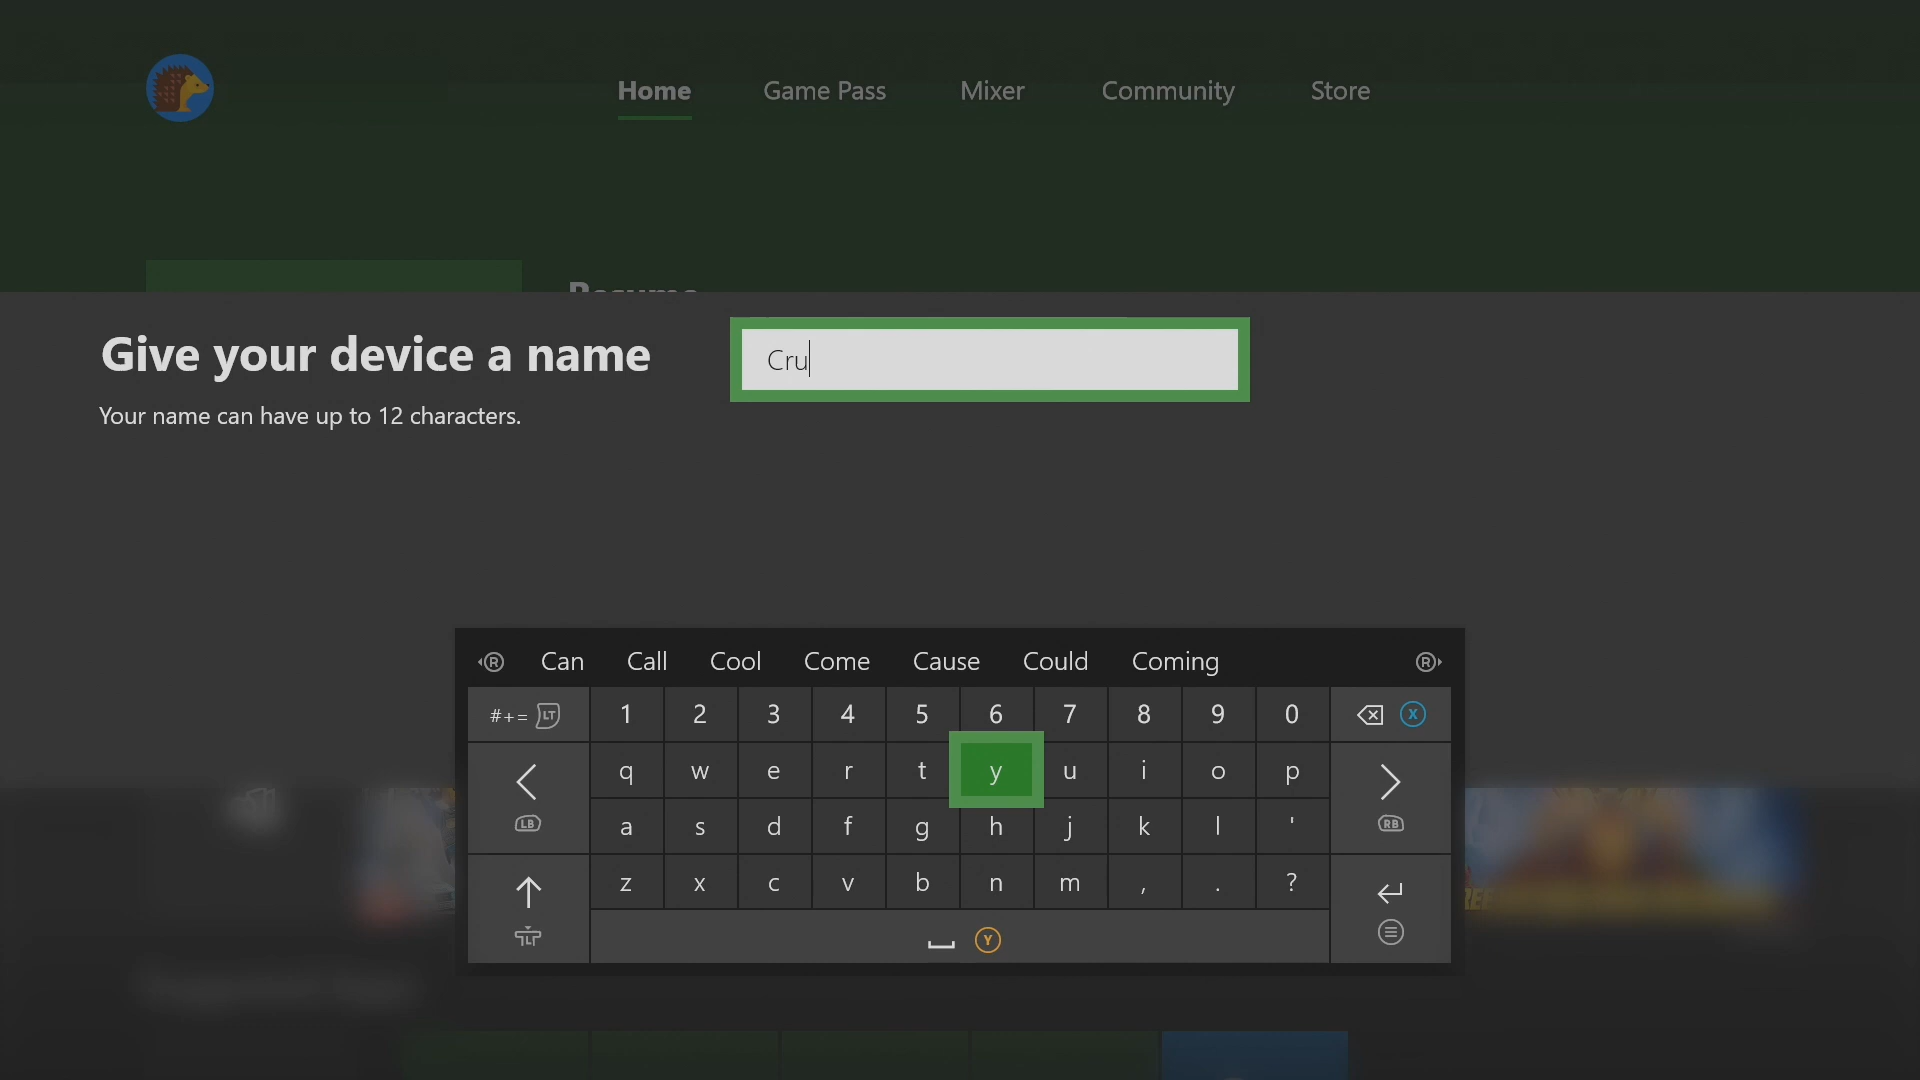 Home Game Pass Mixer Community Store
Give your device a name
Cru
Your name can have up to 12 characters.
R Can Call Cool Come Cause Could Coming R
#+= LT 1 2 3 4 5 6 7 8 9 0 X
q w e r t y u i o p
LB a s d f g h j k l ' RB
z x c v b n m , . ?
LT Y